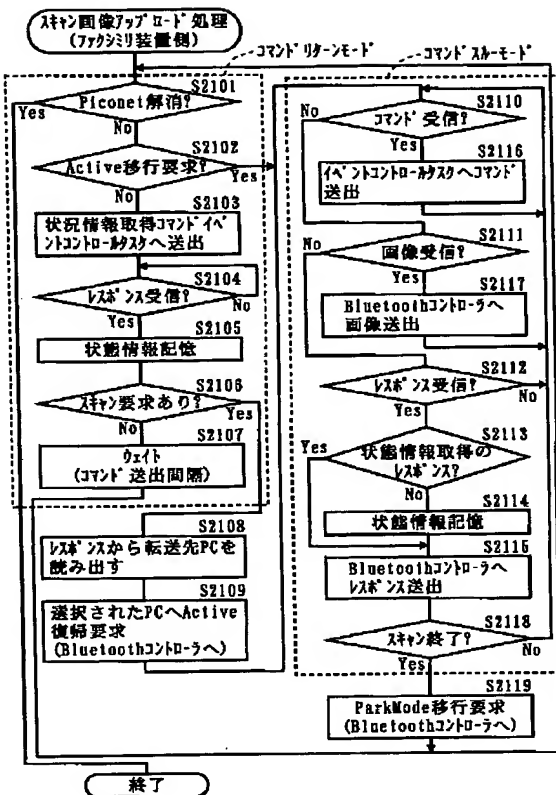 スキャン画像アップロード処理
(ファクシミリ装置側)
コマンドリターンモード
コマンドスルーモード
S2101
Piconet解消?
Yes
No
S2102
Active移行要求?
Yes
No
S2103
状況情報取得コマンドイベ
ントコントロールタスクへ送出
S2104
レスポンス受信?
Yes
No
S2105
状態情報記憶
S2106
スキャン要求あり?
Yes
No
S2107
ウェイト
(コマンド送出間隔)
S2108
レスポンスから転送先PCを
読み出す
S2109
選択されたPCへActive
復帰要求
(Bluetoothコントローラへ)
S2110
No
コマンド受信?
Yes
S2116
イベントコントロールタスクへコマンド
送出
S2111
No
画像受信?
Yes
S2117
Bluetoothコントローラへ
画像送出
S2112
レスポンス受信?
Yes
No
S2113
Yes
状態情報取得の
レスポンス?
No
S2114
状態情報記憶
S2115
Bluetoothコントローラへ
レスポンス送出
S2118
スキャン終了?
No
Yes
S2119
ParkMode移行要求
(Bluetoothコントローラへ)
終了